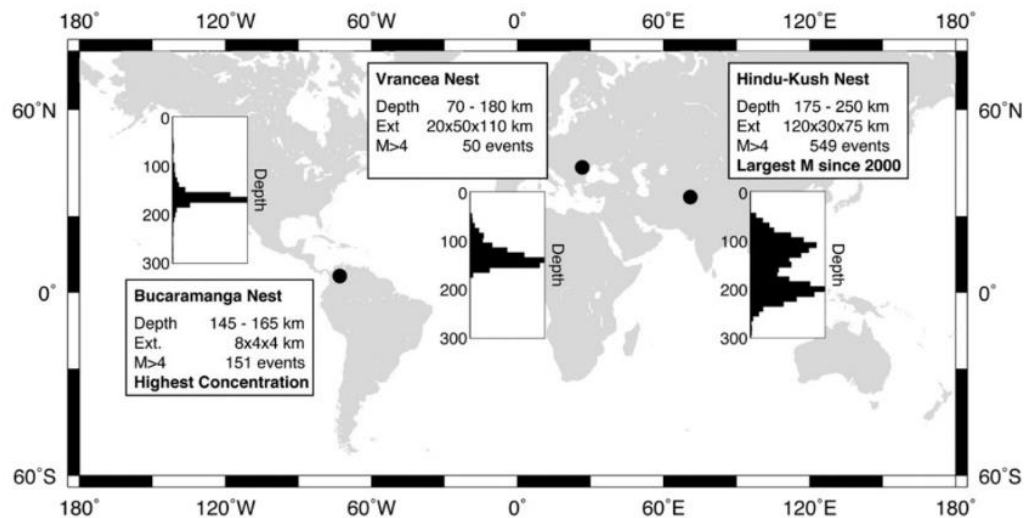 180˚ 120˚W 60˚W 0˚ 60˚E 120˚E 180˚
60˚N
60˚N
Vrancea Nest
Depth 70 - 180 km
Ext 20x50x110 km
M>4 50 events
Hindu-Kush Nest
Depth 175 - 250 km
Ext 120x30x75 km
M>4 549 events
Largest M since 2000
0
100
200
300
Depth
0
100
200
300
Depth
0
100
200
300
Depth
0˚
0˚
Bucaramanga Nest
Depth 145 - 165 km
Ext. 8x4x4 km
M>4 151 events
Highest Concentration
60˚S
60˚S
180˚ 120˚W 60˚W 0˚ 60˚E 120˚E 180˚